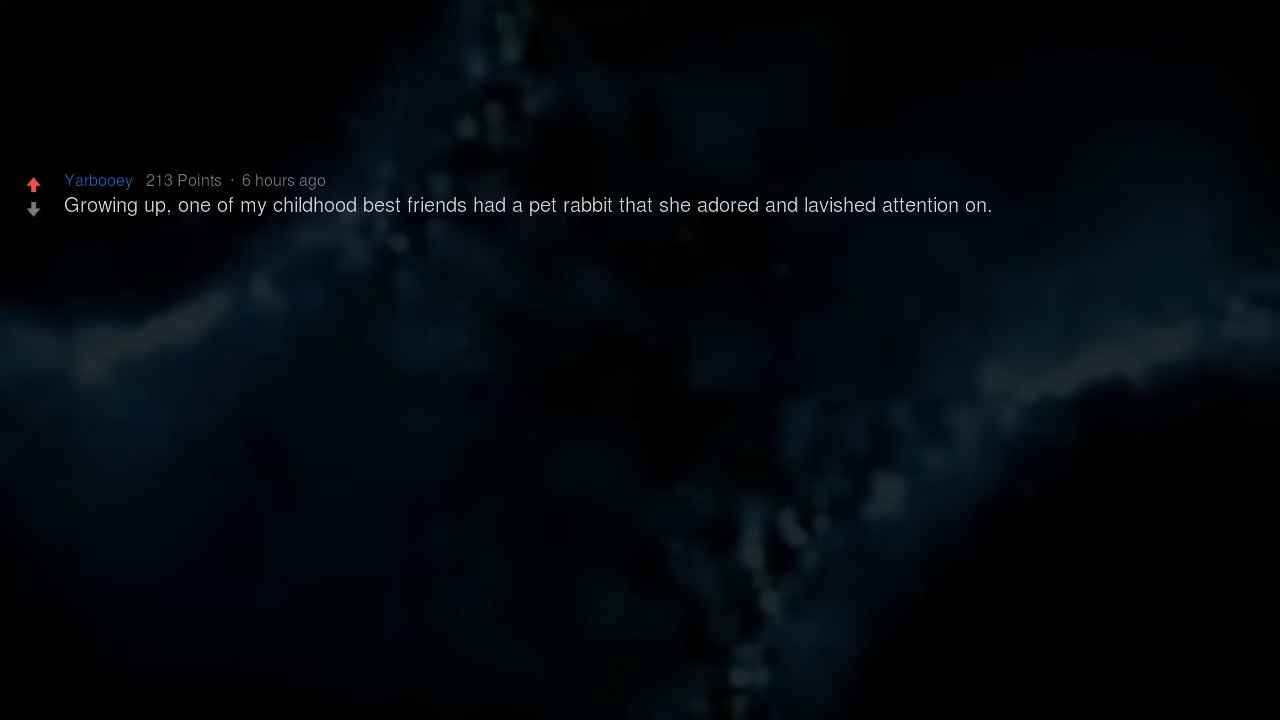 Yarbooey 213 Points · 6 hours ago
Growing up, one of my childhood best friends had a pet rabbit that she adored and lavished attention on.